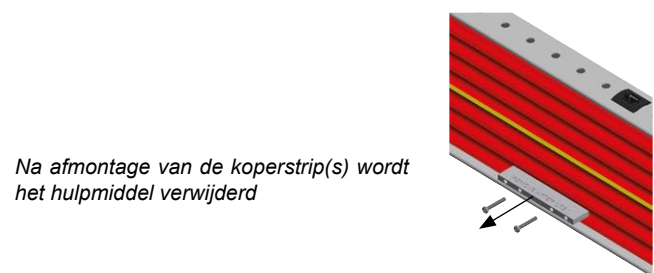 Na afmontage van de koperstrip(s) wordt
het hulpmiddel verwijderd